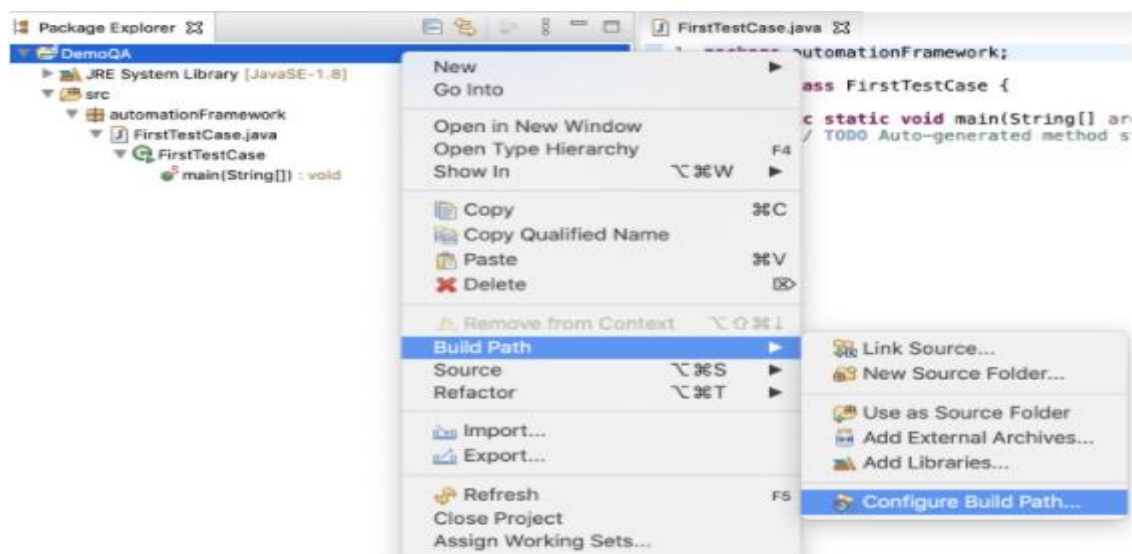 Package Explorer
FirstTestCase.java
DemoQA
JRE System Library [JavaSE-1.8]
src
automationFramework
FirstTestCase.java
FirstTestCase
main(String[]) : void
1 package automationFramework;
ass FirstTestCase {
c static void main(String[] ar
/ TODO Auto-generated method s
New
Go Into
Open in New Window
Open Type Hierarchy F4
Show In ⌥⌘W
Copy ⌘C
Copy Qualified Name
Paste ⌘V
Delete ⌦
Remove from Context ⌥⇧⌘↓
Build Path
Source ⌥⌘S
Refactor ⌥⌘T
Import...
Export...
Refresh F5
Close Project
Assign Working Sets...
Link Source...
New Source Folder...
Use as Source Folder
Add External Archives...
Add Libraries...
Configure Build Path...